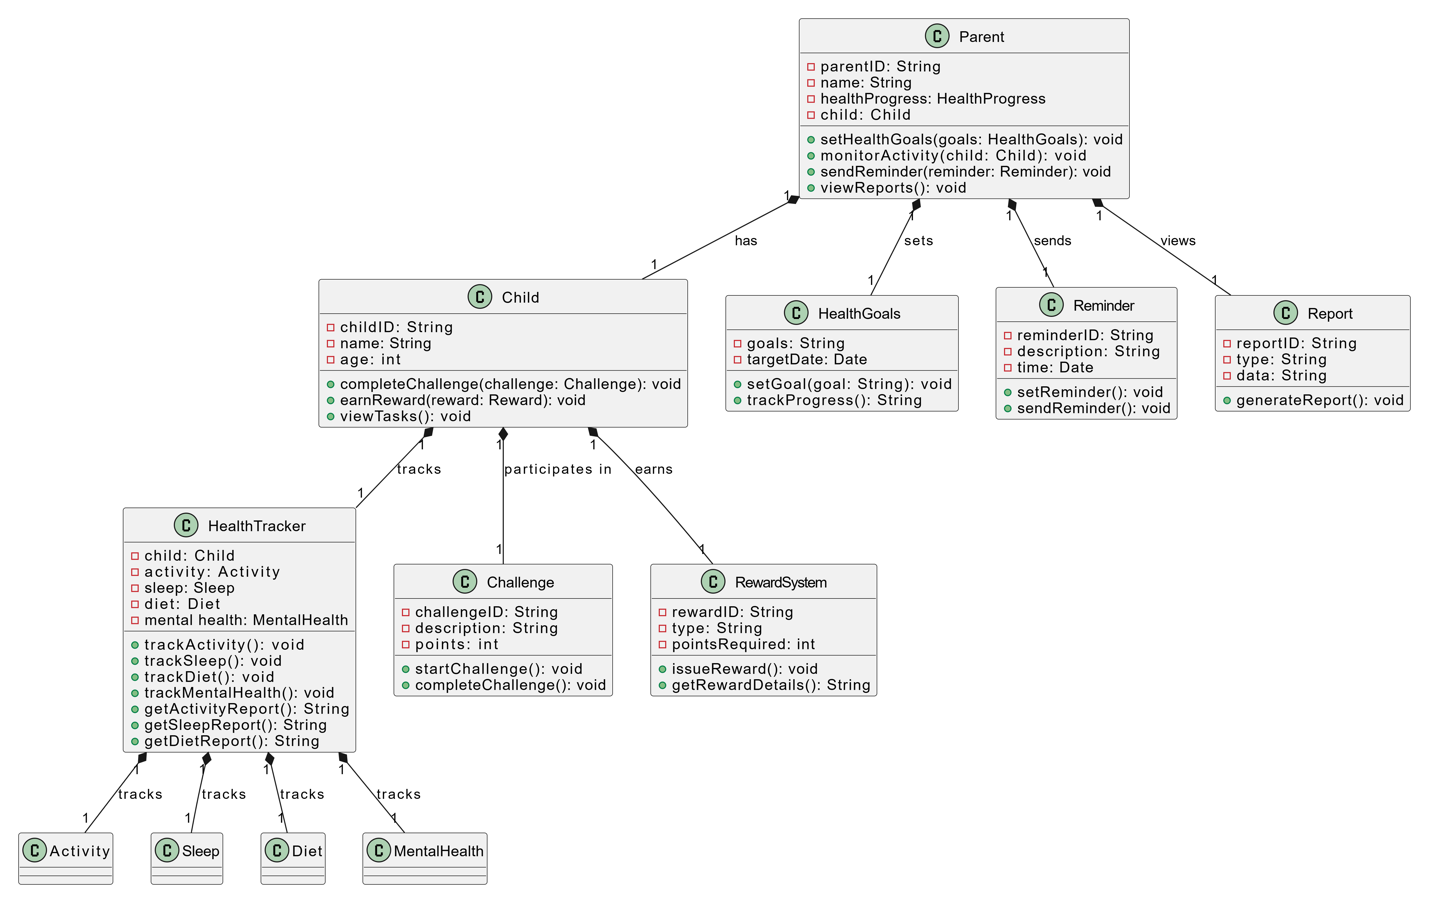 C Parent
parentID: String
name: String
healthProgress: HealthProgress
child: Child
setHealthGoals(goals: HealthGoals): void
monitorActivity(child: Child): void
sendReminder(reminder: Reminder): void
viewReports(): void
1 1 1 1
has sets sends views
1 1 1 1
C Child
childID: String
name: String
age: int
completeChallenge(challenge: Challenge): void
earnReward(reward: Reward): void
viewTasks(): void
C HealthGoals
goals: String
targetDate: Date
setGoal(goal: String): void
trackProgress(): String
C Reminder
reminderID: String
description: String
time: Date
setReminder(): void
sendReminder(): void
C Report
reportID: String
type: String
data: String
generateReport(): void
1 1 1
tracks participates in earns
1 1 1
C HealthTracker
child: Child
activity: Activity
sleep: Sleep
diet: Diet
mental health: MentalHealth
trackActivity(): void
trackSleep(): void
trackDiet(): void
trackMentalHealth(): void
getActivityReport(): String
getSleepReport(): String
getDietReport(): String
C Challenge
challengeID: String
description: String
points: int
startChallenge(): void
completeChallenge(): void
C RewardSystem
rewardID: String
type: String
pointsRequired: int
issueReward(): void
getRewardDetails(): String
1 1 1 1
tracks tracks tracks tracks
1 1 1 1
C Activity
C Sleep
C Diet
C MentalHealth